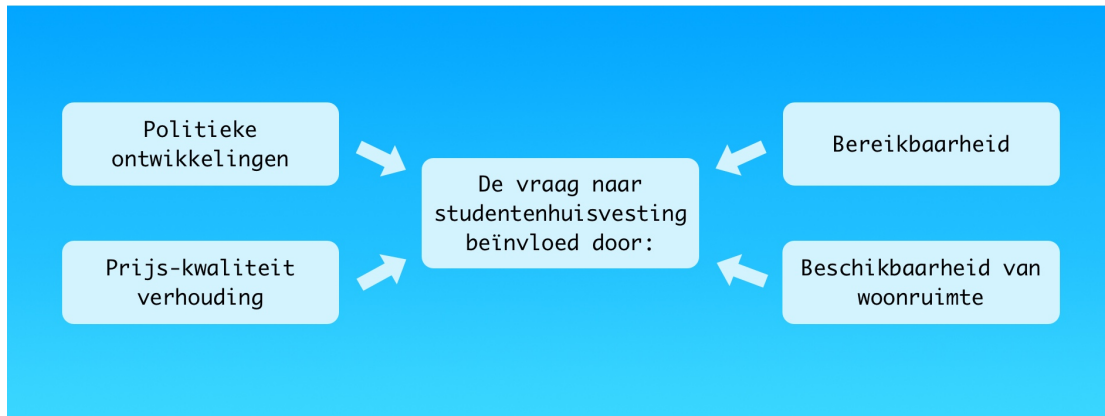 Politieke
ontwikkelingen
Prijs-kwaliteit
verhouding
De vraag naar
studentenhuisvesting
beïnvloed door:
Bereikbaarheid
Beschikbaarheid van
woonruimte